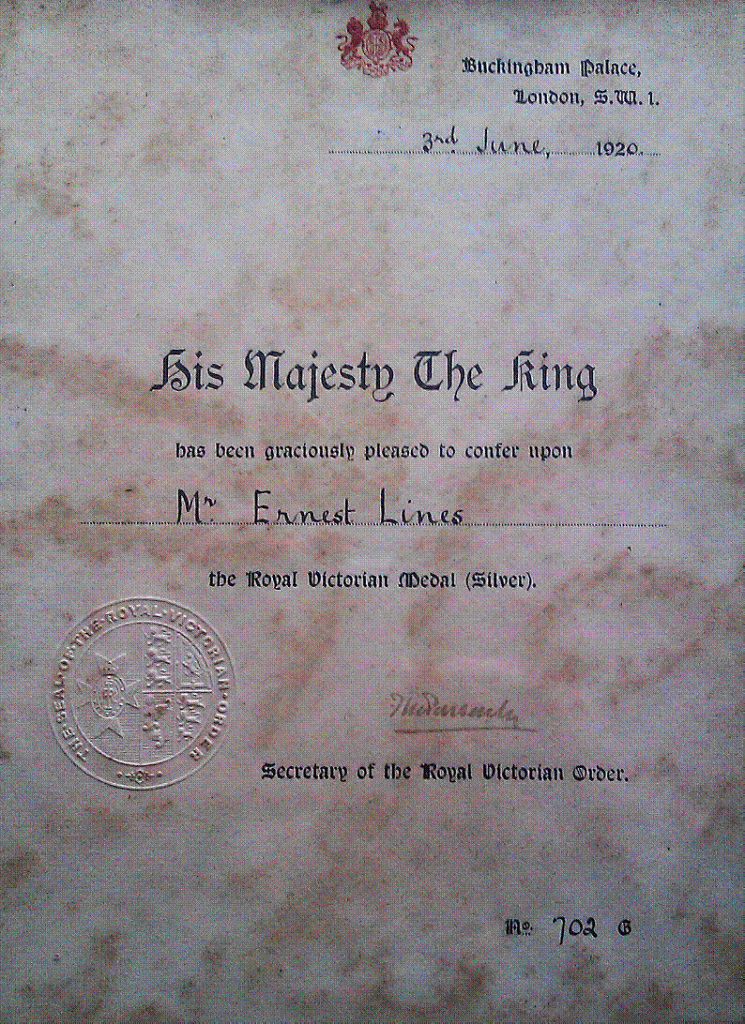 Buckingham Palace,
London, S.W. 1.
3rd June, 1920.
His Majesty The King
has been graciously pleased to confer upon
Mr Ernest Lines
the Royal Victorian Medal (Silver).
THE·SEAL·OF·THE·ROYAL·VICTORIAN·ORDER
Secretary of the Royal Victorian Order.
No. 702 G